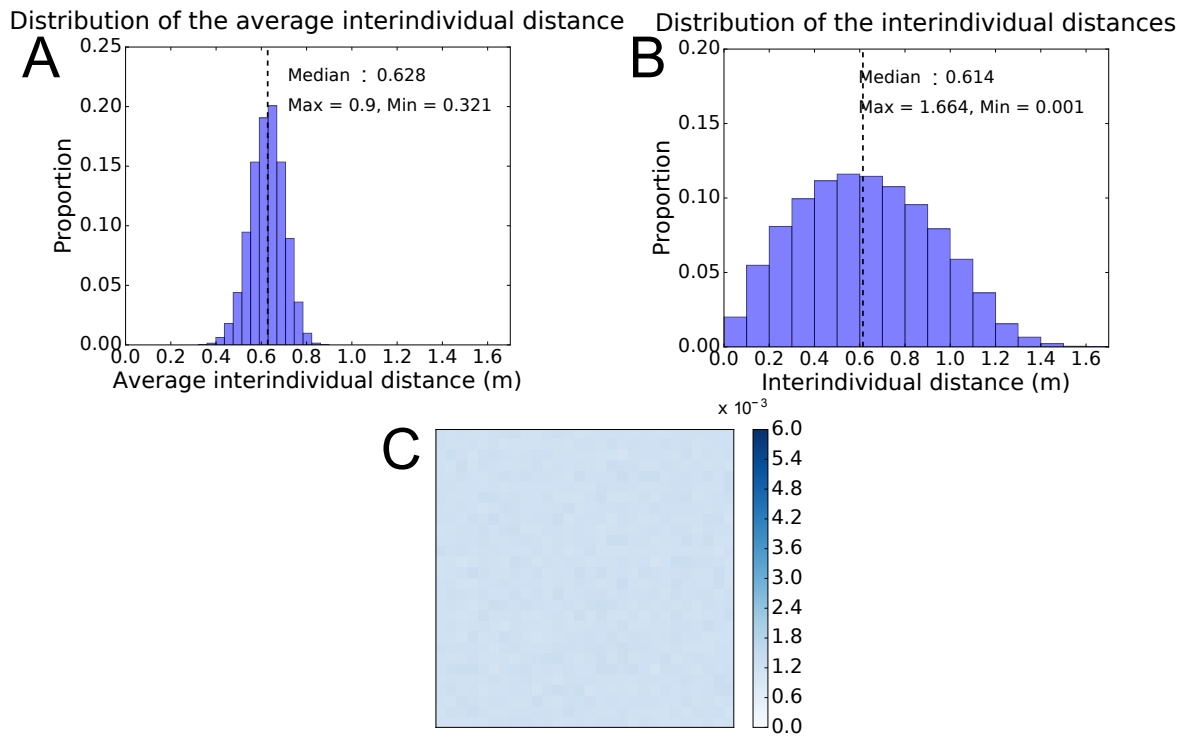 Distribution of the average interindividual distance
A
0.25
0.20
0.15
0.10
0.05
0.00
Proportion
Median : 0.628
Max = 0.9, Min = 0.321
0.0 0.2 0.4 0.6 0.8 1.0 1.2 1.4 1.6
Average interindividual distance (m)
Distribution of the interindividual distances
B
0.20
0.15
0.10
0.05
0.00
Proportion
Median : 0.614
Max = 1.664, Min = 0.001
0.0 0.2 0.4 0.6 0.8 1.0 1.2 1.4 1.6
Interindividual distance (m)
C
x 10⁻³
6.0
5.4
4.8
4.2
3.6
3.0
2.4
1.8
1.2
0.6
0.0